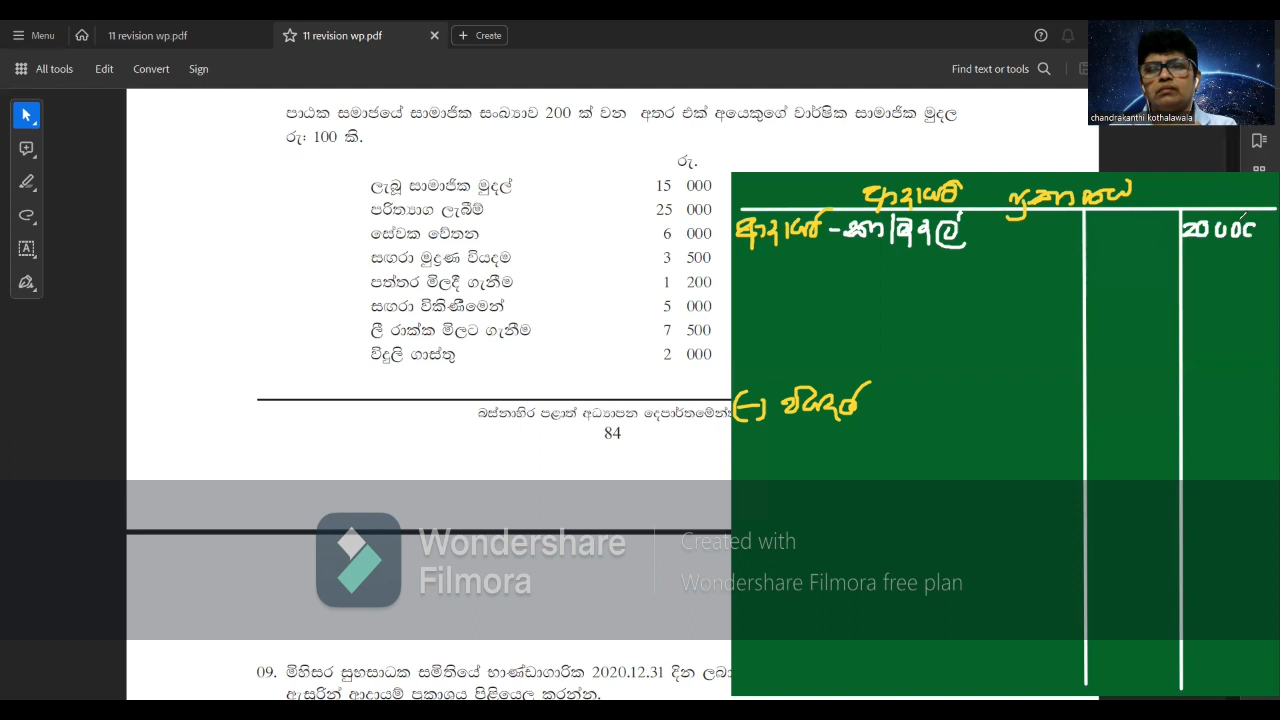 Menu
11 revision wp.pdf
11 revision wp.pdf
Create
All tools
Edit
Convert
Sign
Find text or tools
chandrakanthi kothalawala
පාඨක සමාජයේ සාමාජික සංඛ්‍යාව 200 ක් වන අතර එක් අයෙකුගේ වාර්ෂික සාමාජික මුදල
රු: 100 කි.
රු.
ලැබූ සාමාජික මුදල් 15 000
පරිත්‍යාග ලැබීම් 25 000
සේවක වේතන 6 000
සඟරා මුද්‍රණ වියදම 3 500
පත්තර මිලදී ගැනීම 1 200
සඟරා විකිණීමෙන් 5 000
ලී රාක්ක මිලට ගැනීම 7 500
විදුලි ගාස්තු 2 000
බස්නාහිර පළාත් අධ්‍යාපන දෙපාර්තමේන්
84
ආදායම් ප්‍රකාශය
ආදායම් - සා/මුදල්
(-) වියදම්
Wondershare
Filmora
Created with
Wondershare Filmora free plan
09. මිහිසර සුභසාධක සමිතියේ භාණ්ඩාගාරික 2020.12.31 දින ලබා
ඇසුරින් ආදායම් ප්‍රකාශය පිළියෙල කරන්න.